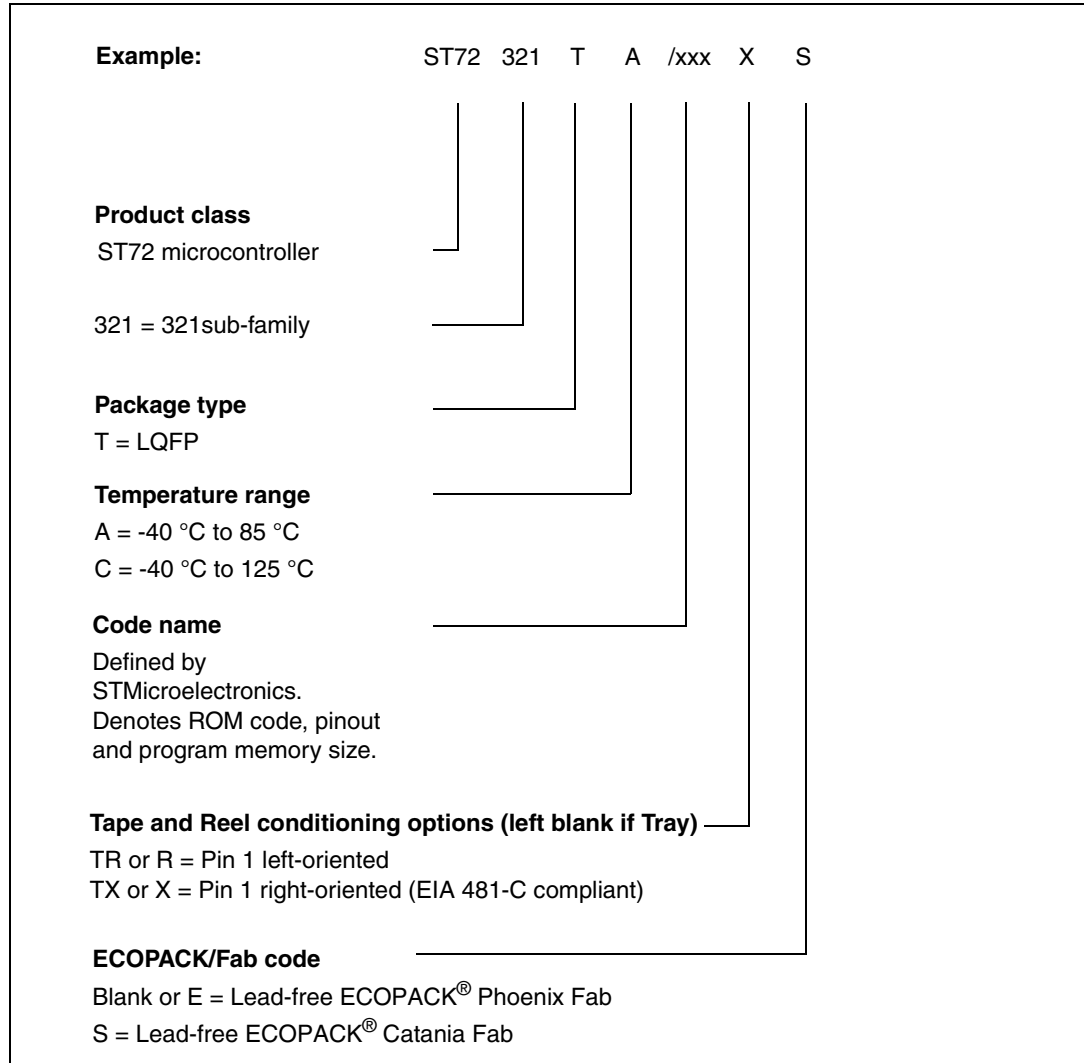 Example: ST72 321 T A /xxx X S
Product class
ST72 microcontroller
321 = 321sub-family
Package type
T = LQFP
Temperature range
A = -40 °C to 85 °C
C = -40 °C to 125 °C
Code name
Defined by
STMicroelectronics.
Denotes ROM code, pinout
and program memory size.
Tape and Reel conditioning options (left blank if Tray)
TR or R = Pin 1 left-oriented
TX or X = Pin 1 right-oriented (EIA 481-C compliant)
ECOPACK/Fab code
Blank or E = Lead-free ECOPACK® Phoenix Fab
S = Lead-free ECOPACK® Catania Fab